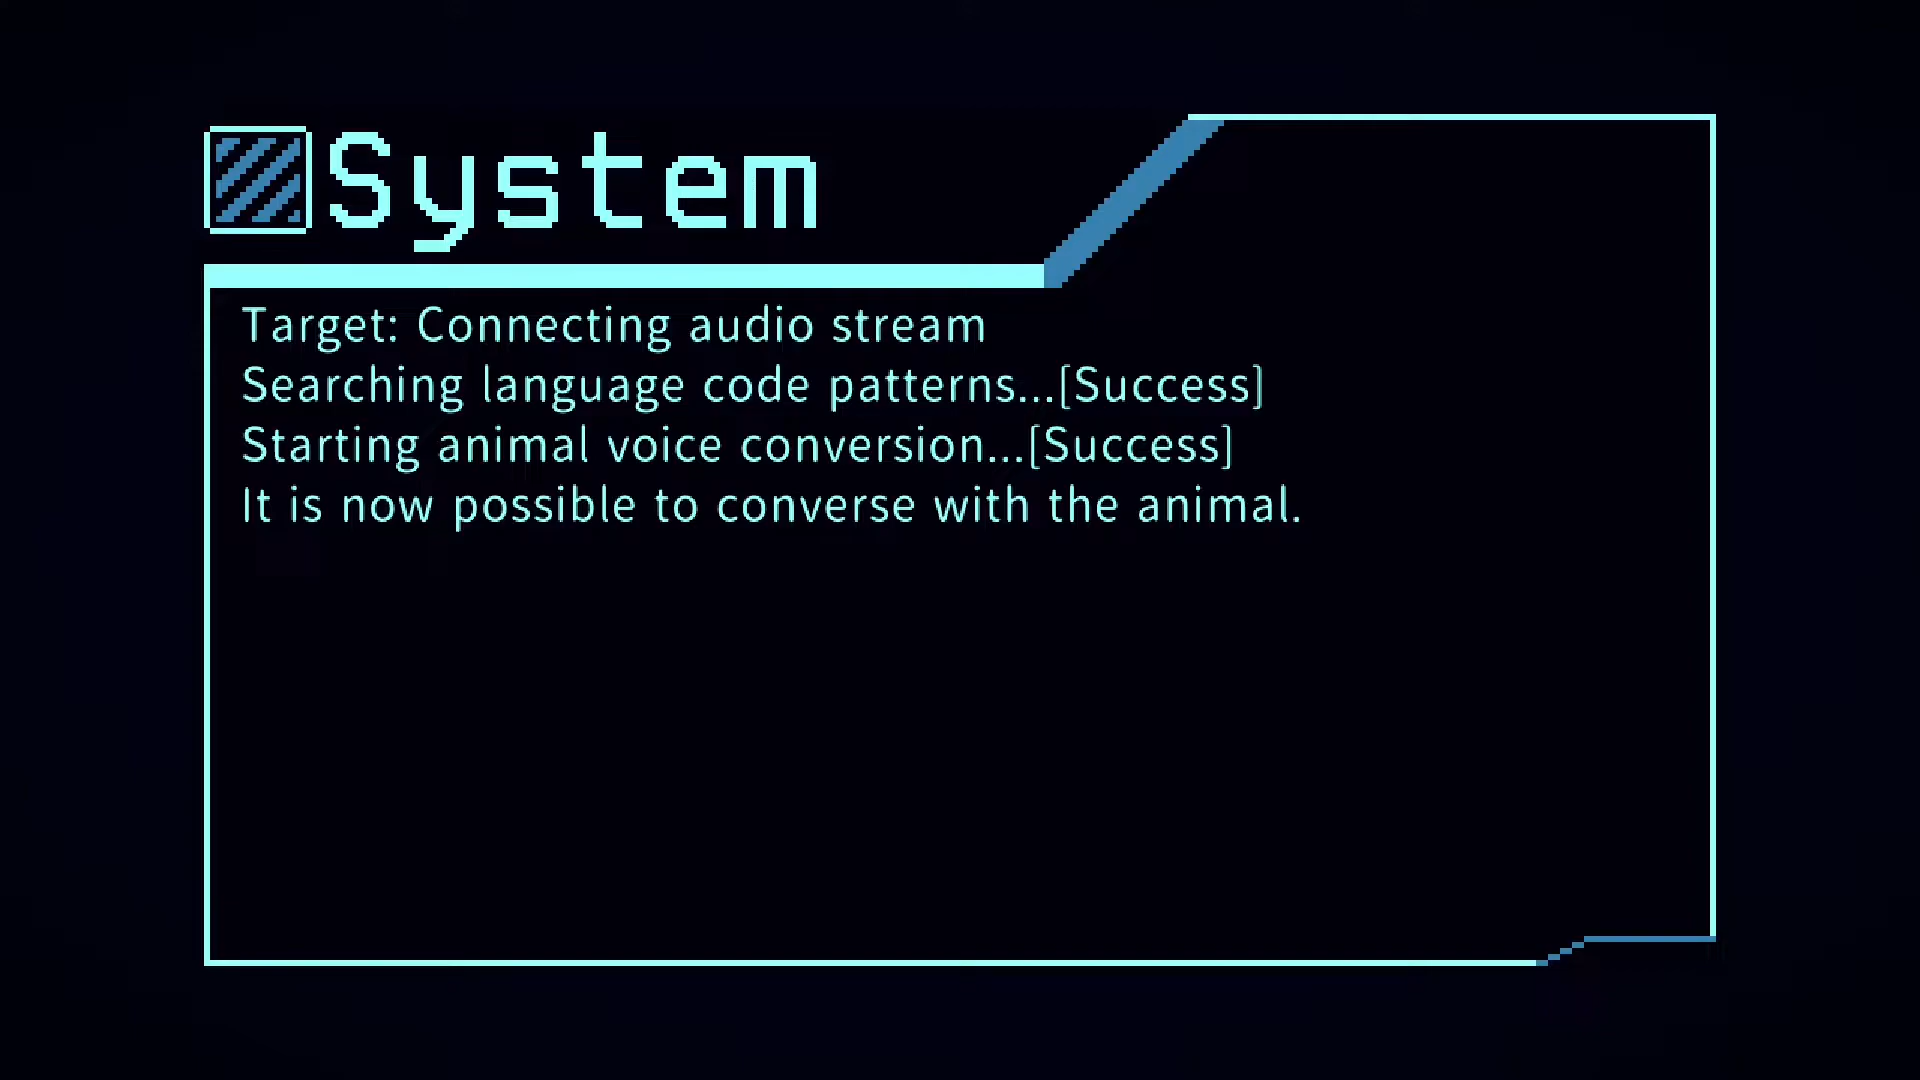 System
Target: Connecting audio stream
Searching language code patterns...[Success]
Starting animal voice conversion...[Success]
It is now possible to converse with the animal.